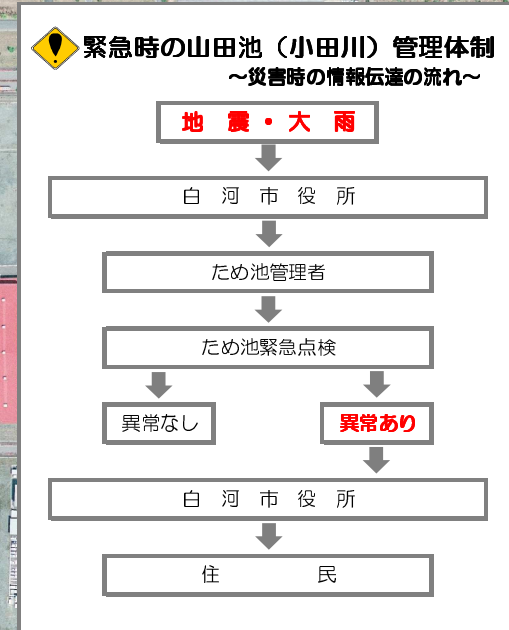 緊急時の山田池（小田川）管理体制
～災害時の情報伝達の流れ～
地　震・大　雨
白　河　市　役　所
ため池管理者
ため池緊急点検
異常なし　異常あり
白　河　市　役　所
住　　　　民